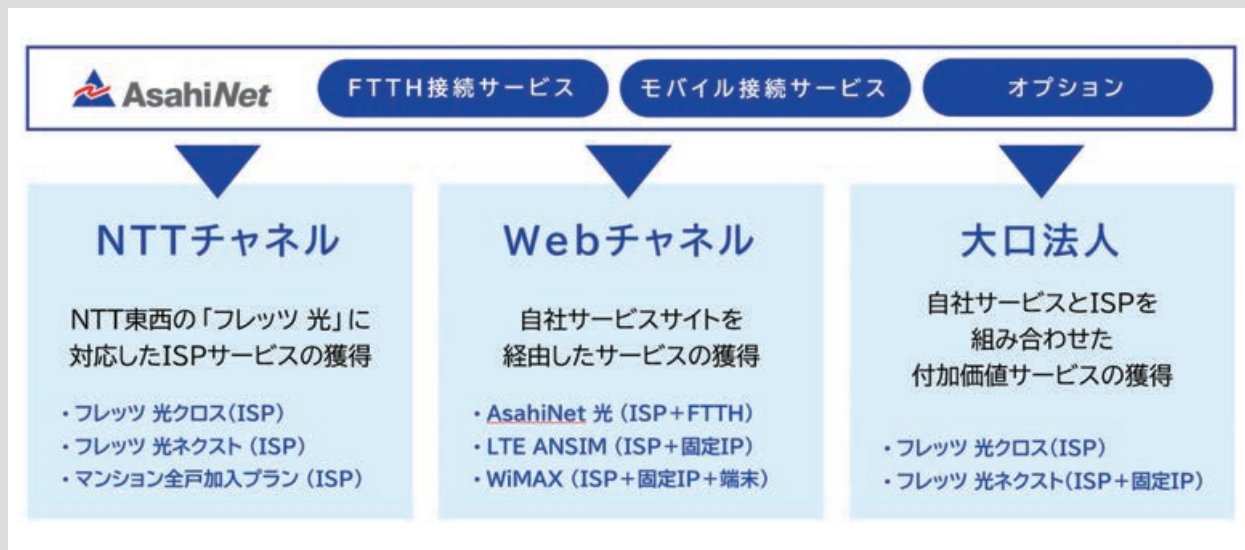 AsahiNet
FTTH接続サービス
モバイル接続サービス
オプション
NTTチャネル
NTT東西の「フレッツ 光」に
対応したISPサービスの獲得
・フレッツ 光クロス(ISP)
・フレッツ 光ネクスト (ISP)
・マンション全戸加入プラン (ISP)
Webチャネル
自社サービスサイトを
経由したサービスの獲得
・AsahiNet 光 (ISP+FTTH)
・LTE ANSIM (ISP+固定IP)
・WiMAX (ISP+固定IP+端末)
大口法人
自社サービスとISPを
組み合わせた
付加価値サービスの獲得
・フレッツ 光クロス(ISP)
・フレッツ 光ネクスト(ISP+固定IP)